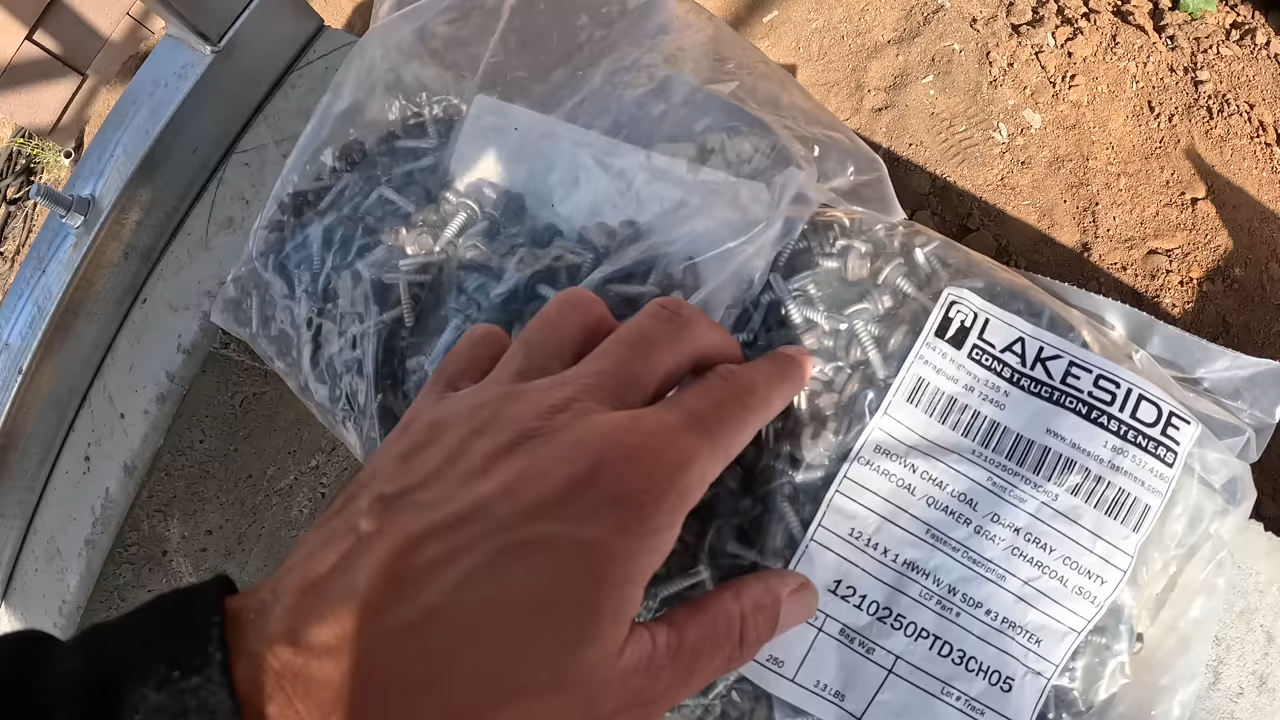 LAKESIDE
CONSTRUCTION FASTENERS
6476 Highway 135 N
Paragould, AR 72450
1 800 537 4160
www.lakeside-fasteners.com
1210250PTD3CH05
Paint Color
BROWN CHARCOAL /DARK GRAY /COUNTY
CHARCOAL /QUAKER GRAY /CHARCOAL (S01)
Fastener Description
12-14 X 1 HWH W/W SDP #3 PROTEK
LCF Part #
1210250PTD3CH05
Bag Wgt
Lot # Track
250
3.3 LBS